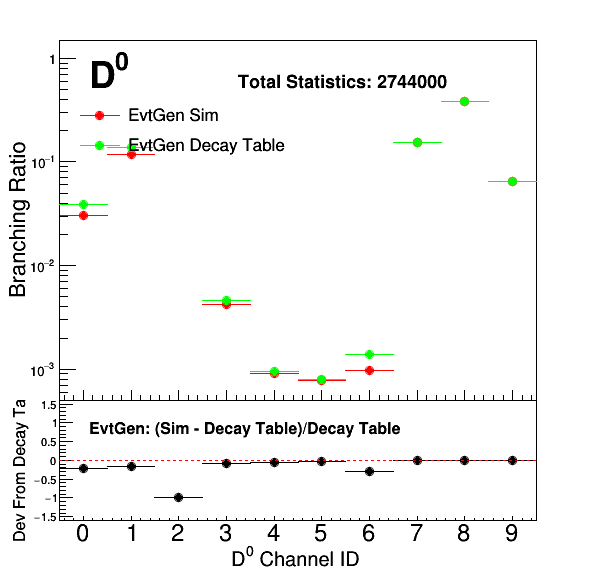 D0
Total Statistics: 2744000
EvtGen Sim
EvtGen Decay Table
Branching Ratio
1
10−1
10−2
10−3
EvtGen: (Sim - Decay Table)/Decay Table
Dev From Decay Ta
1.5
1
0.5
0
−0.5
−1
−1.5
0 1 2 3 4 5 6 7 8 9
D0 Channel ID